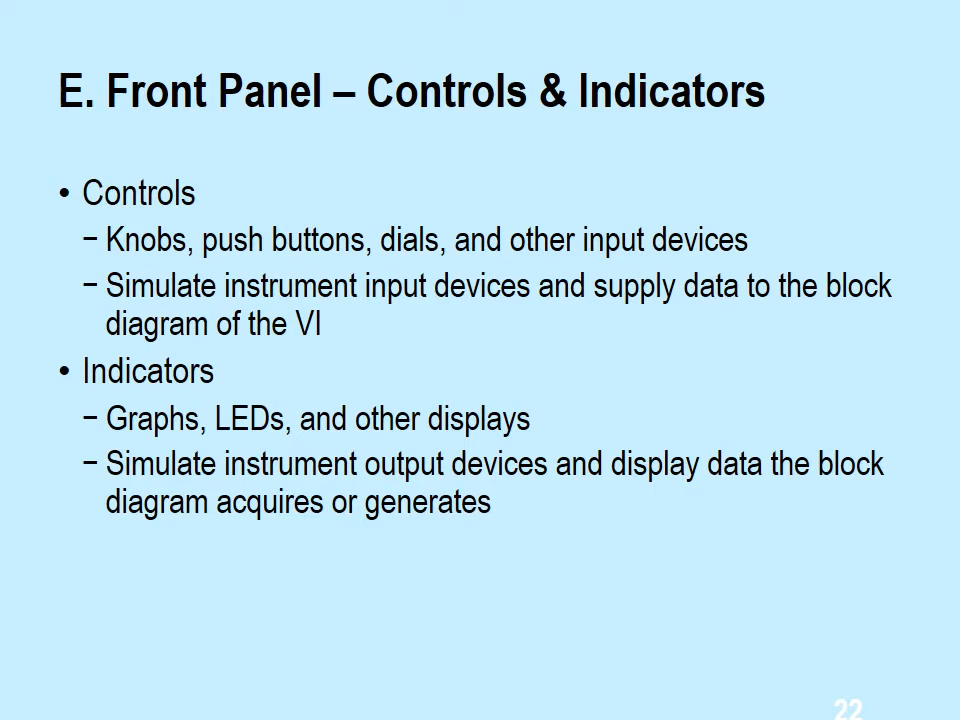 E. Front Panel – Controls & Indicators
• Controls
− Knobs, push buttons, dials, and other input devices
− Simulate instrument input devices and supply data to the block
diagram of the VI
• Indicators
− Graphs, LEDs, and other displays
− Simulate instrument output devices and display data the block
diagram acquires or generates
22